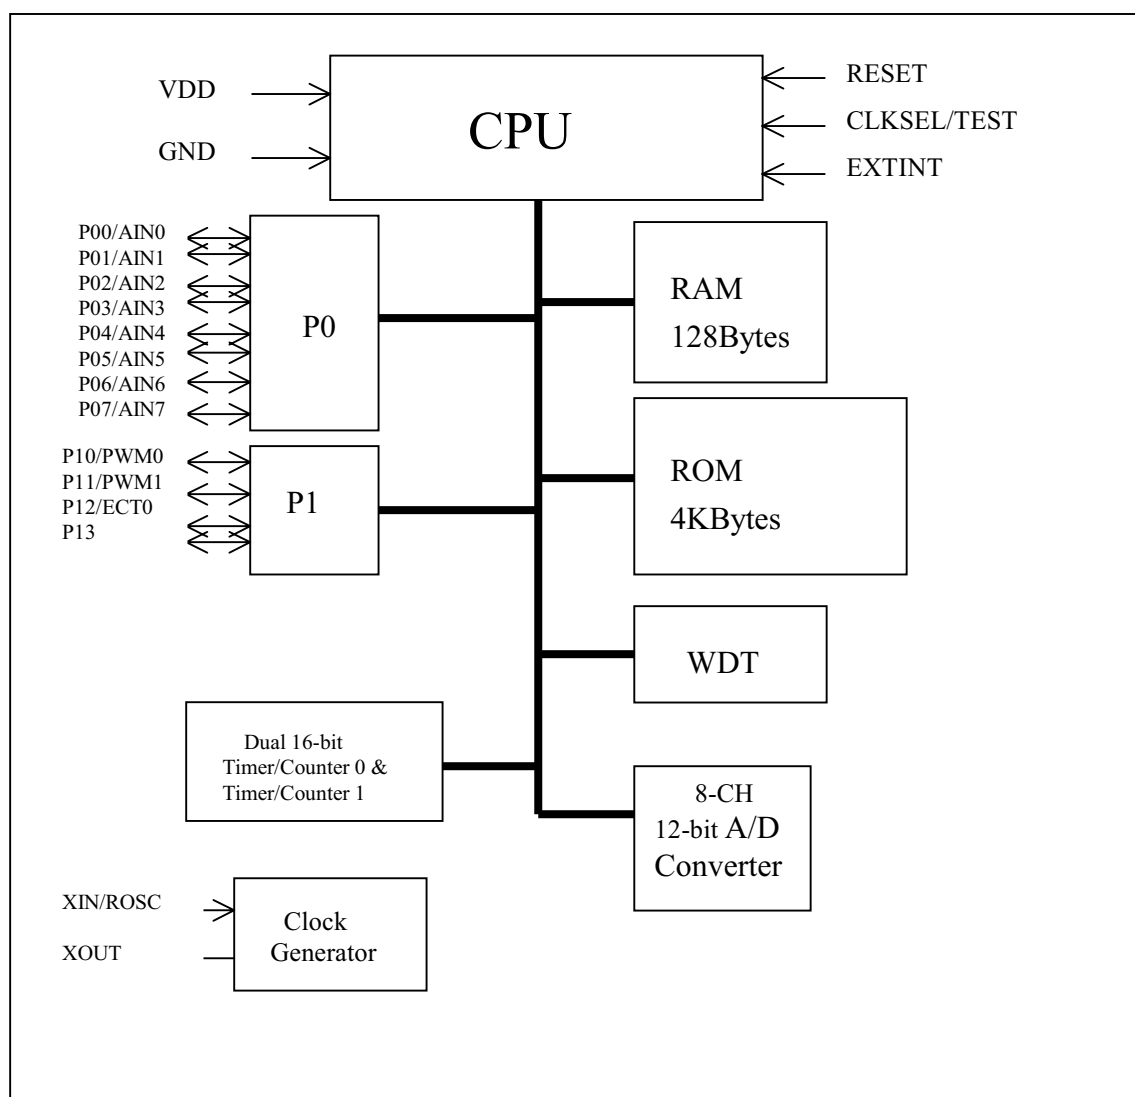 VDD
GND
CPU
RESET
CLKSEL/TEST
EXTINT
P00/AIN0
P01/AIN1
P02/AIN2
P03/AIN3
P04/AIN4
P05/AIN5
P06/AIN6
P07/AIN7
P0
RAM
128Bytes
P10/PWM0
P11/PWM1
P12/ECT0
P13
P1
ROM
4KBytes
WDT
Dual 16-bit
Timer/Counter 0 &
Timer/Counter 1
8-CH
12-bit A/D
Converter
XIN/ROSC
XOUT
Clock
Generator